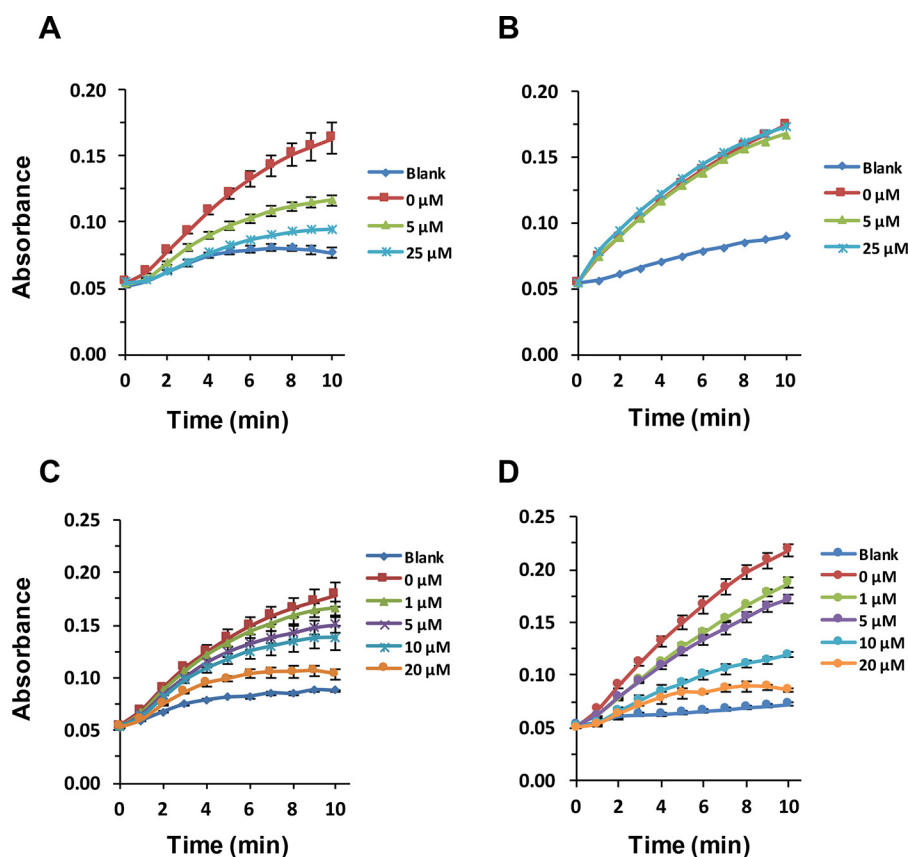 A
0.20
0.15
0.10
0.05
0.00
Absorbance
0 2 4 6 8 10
Time (min)
Blank
0 µM
5 µM
25 µM
B
0.20
0.15
0.10
0.05
0.00
0 2 4 6 8 10
Time (min)
Blank
0 µM
5 µM
25 µM
C
0.25
0.20
0.15
0.10
0.05
0.00
Absorbance
0 2 4 6 8 10
Time (min)
Blank
0 µM
1 µM
5 µM
10 µM
20 µM
D
0.25
0.20
0.15
0.10
0.05
0.00
0 2 4 6 8 10
Time (min)
Blank
0 µM
1 µM
5 µM
10 µM
20 µM